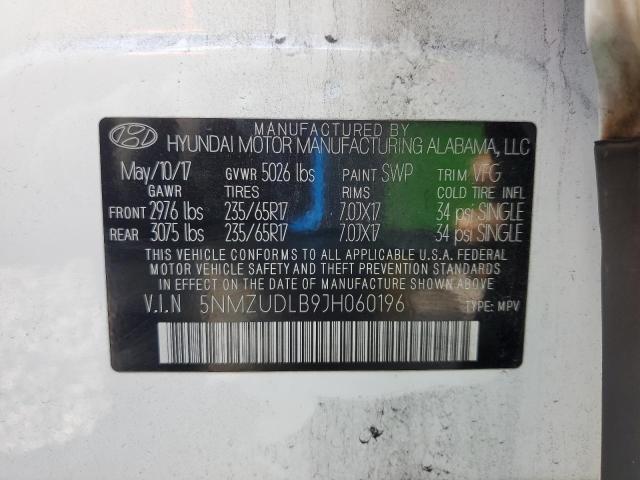 MANUFACTURED BY
HYUNDAI MOTOR MANUFACTURING ALABAMA, LLC
May/10/17 GVWR 5026 lbs PAINT SWP TRIM VFG
GAWR TIRES RIMS COLD TIRE INFL
FRONT 2976 lbs 235/65R17 7.0JX17 34 psi SINGLE
REAR 3075 lbs 235/65R17 7.0JX17 34 psi SINGLE
THIS VEHICLE CONFORMS TO ALL APPLICABLE U.S.A. FEDERAL
MOTOR VEHICLE SAFETY AND THEFT PREVENTION STANDARDS
IN EFFECT ON THE DATE OF MANUFACTURE SHOWN ABOVE.
V.I.N 5NMZUDLB9JH060196 TYPE: MPV